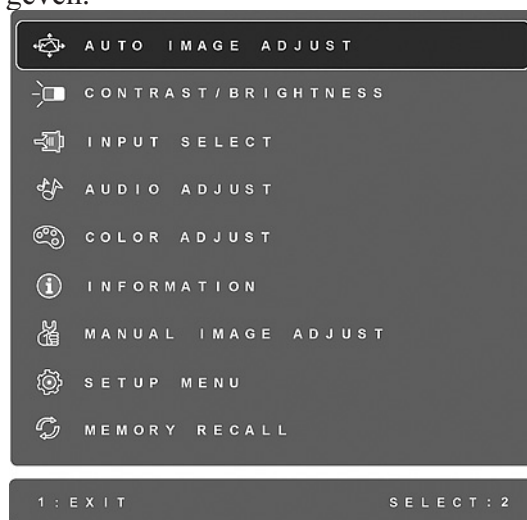 geven.
AUTO IMAGE ADJUST
CONTRAST/BRIGHTNESS
INPUT SELECT
AUDIO ADJUST
COLOR ADJUST
INFORMATION
MANUAL IMAGE ADJUST
SETUP MENU
MEMORY RECALL
1:EXIT SELECT:2